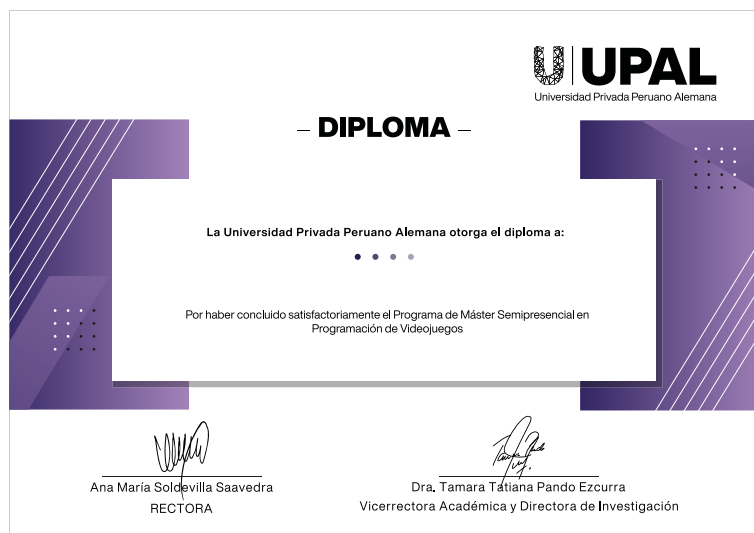 UPAL
Universidad Privada Peruano Alemana
– DIPLOMA –
La Universidad Privada Peruano Alemana otorga el diploma a:
Por haber concluido satisfactoriamente el Programa de Máster Semipresencial en
Programación de Videojuegos
Ana María Soldevilla Saavedra
RECTORA
Dra. Tamara Tatiana Pando Ezcurra
Vicerrectora Académica y Directora de Investigación